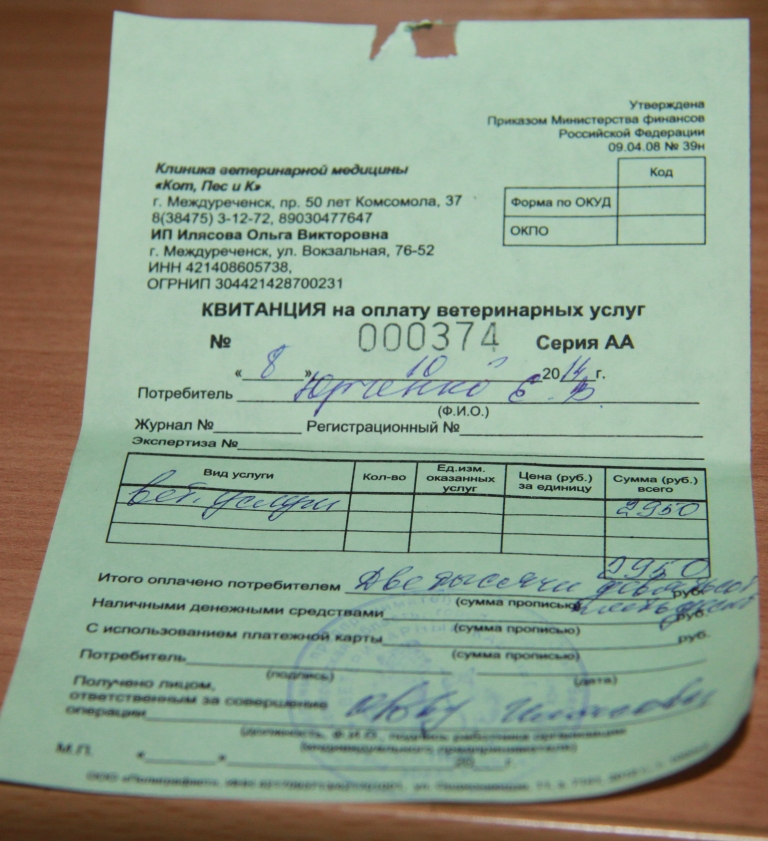 Утверждена
Приказом Министерства финансов
Российской Федерации
09.04.08 № 39н
Код
Форма по ОКУД
ОКПО
Клиника ветеринарной медицины
«Кот, Пес и К»
г. Междуреченск, пр. 50 лет Комсомола, 37
8(38475) 3-12-72, 89030477647
ИП Илясова Ольга Викторовна
г. Междуреченск, ул. Вокзальная, 76-52
ИНН 421408605738,
ОГРНИП 304421428700231
КВИТАНЦИЯ на оплату ветеринарных услуг
№ 000374 Серия АА
«8» 10 2014 г.
Потребитель Юрченко Е. В.
(Ф.И.О.)
Журнал № Регистрационный №
Экспертиза №
Вид услуги Кол-во Ед.изм. оказанных услуг Цена (руб.) за единицу Сумма (руб.) всего
вет. услуги 2950
2950
Итого оплачено потребителем Две тысячи девятьсот руб.
(сумма прописью) пятьдесят
Наличными денежными средствами руб.
(сумма прописью)
С использованием платежной карты руб.
(сумма прописью)
Потребитель
(подпись) (дата)
Получено лицом,
ответственным за совершение
операции
(должность, Ф.И.О., подпись работника организации
(индивидуального предпринимателя)
М.П. « » 20 г.